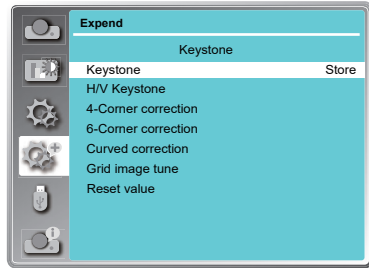 Expend
Keystone
Keystone Store
H/V Keystone
4-Corner correction
6-Corner correction
Curved correction
Grid image tune
Reset value